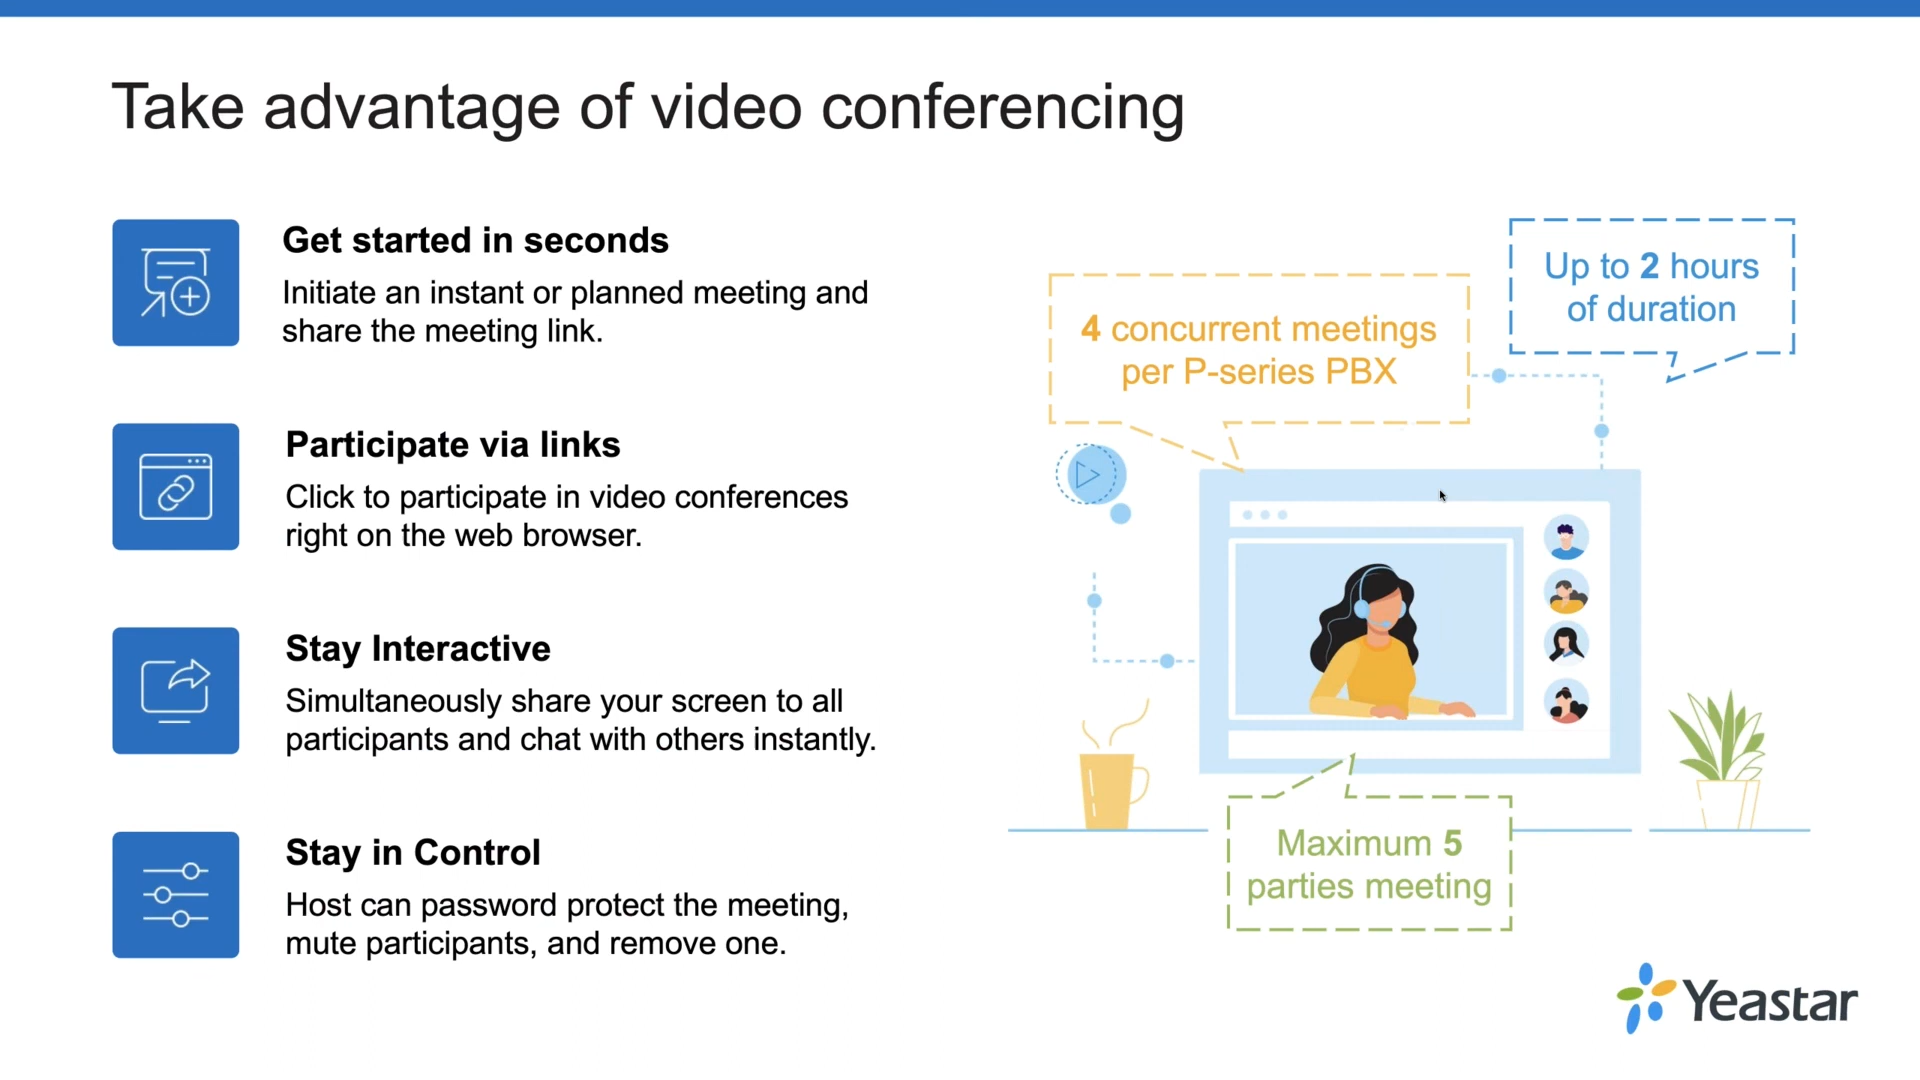 Take advantage of video conferencing
Get started in seconds
Initiate an instant or planned meeting and
share the meeting link.
Participate via links
Click to participate in video conferences
right on the web browser.
Stay Interactive
Simultaneously share your screen to all
participants and chat with others instantly.
Stay in Control
Host can password protect the meeting,
mute participants, and remove one.
Up to 2 hours
of duration
4 concurrent meetings
per P-series PBX
Maximum 5
parties meeting
Yeastar